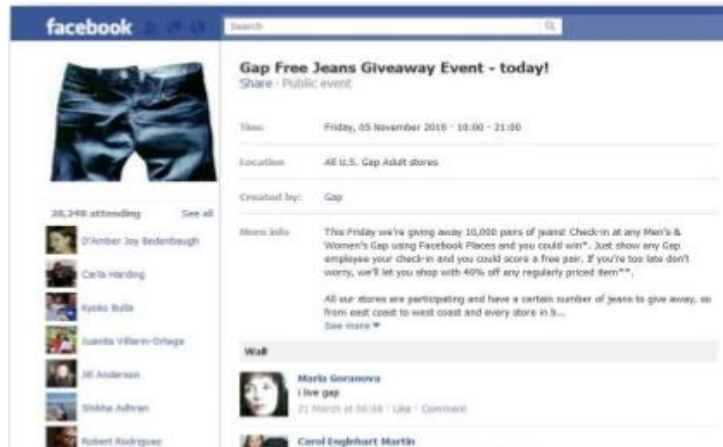 facebook
Search
Gap Free Jeans Giveaway Event - today!
Share · Public event
Time
Friday, 05 November 2010 · 10:00 - 21:00
Location
All U.S. Gap Adult stores
Created by:
Gap
28,248 attending
See all
D'Amber Joy Bedenbaugh
Carla Harding
Kyoko Bulla
Juanita Villarin-Ortega
Jill Anderson
Shikha Adhvan
Robert Rodriguez
More info
This Friday we're giving away 10,000 pairs of jeans! Check-in at any Men's &
Women's Gap using Facebook Places and you could win*. Just show any Gap
employee your check-in and you could score a free pair. If you're too late don't
worry, we'll let you shop with 40% off any regularly priced item**.
All our stores are participating and have a certain number of jeans to give away, so
from east coast to west coast and every store in b...
See more
Wall
Maria Goranova
i live gap
21 March at 06:08 · Like · Comment
Carol Englehart Martin